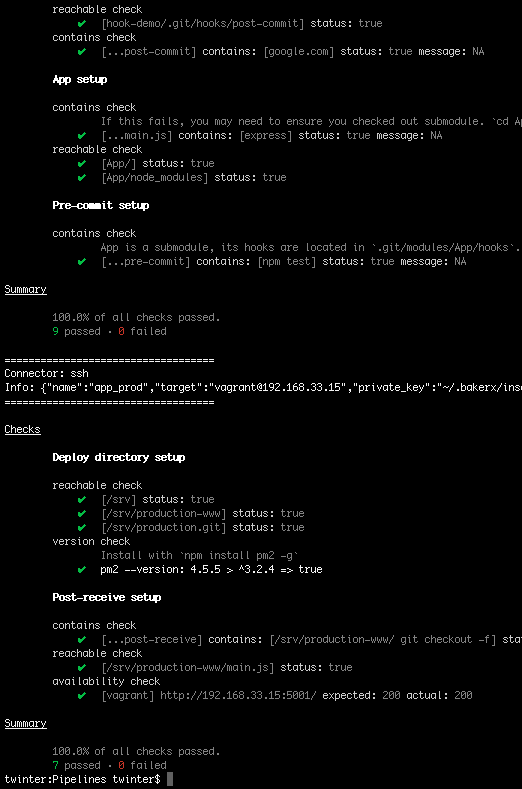 reachable check
✔ [hook-demo/.git/hooks/post-commit] status: true
contains check
✔ [...post-commit] contains: [google.com] status: true message: NA
App setup
contains check
If this fails, you may need to ensure you checked out submodule. `cd Ap
✔ [...main.js] contains: [express] status: true message: NA
reachable check
✔ [App/] status: true
✔ [App/node_modules] status: true
Pre-commit setup
contains check
App is a submodule, its hooks are located in `.git/modules/App/hooks`.
✔ [...pre-commit] contains: [npm test] status: true message: NA
Summary
100.0% of all checks passed.
9 passed · 0 failed
===================================
Connector: ssh
Info: {"name":"app_prod","target":"vagrant@192.168.33.15","private_key":"~/.bakerx/inse
===================================
Checks
Deploy directory setup
reachable check
✔ [/srv] status: true
✔ [/srv/production-www] status: true
✔ [/srv/production.git] status: true
version check
Install with `npm install pm2 -g`
✔ pm2 --version: 4.5.5 > ^3.2.4 => true
Post-receive setup
contains check
✔ [...post-receive] contains: [/srv/production-www/ git checkout -f] stat
reachable check
✔ [/srv/production-www/main.js] status: true
availability check
✔ [vagrant] http://192.168.33.15:5001/ expected: 200 actual: 200
Summary
100.0% of all checks passed.
7 passed · 0 failed
twinter:Pipelines twinter$